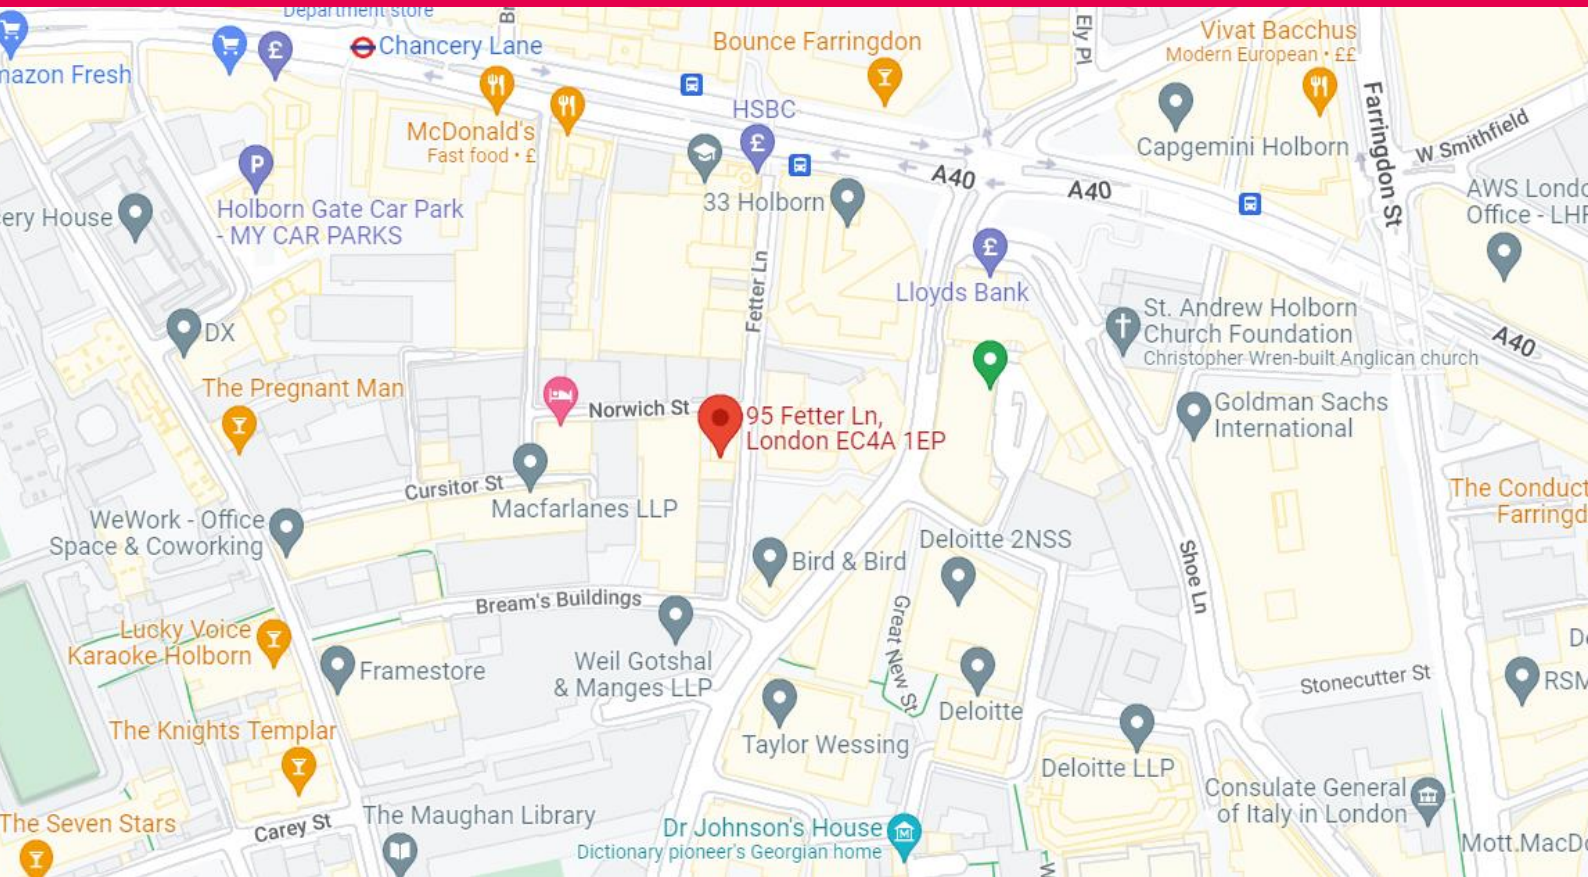 Department store
Br
Chancery Lane
Bounce Farringdon
Ely Pl
Vivat Bacchus
Modern European • ££
mazon Fresh
£
HSBC
£
McDonald's
Fast food • £
Capgemini Holborn
Farringdon St
W Smithfield
P
A40
A40
33 Holborn
AWS Londo
Office - LHR
ery House
Holborn Gate Car Park
- MY CAR PARKS
£
Lloyds Bank
Fetter Ln
St. Andrew Holborn
Church Foundation
Christopher Wren-built Anglican church
A40
DX
The Pregnant Man
Norwich St
95 Fetter Ln,
London EC4A 1EP
Goldman Sachs
International
Cursitor St
Macfarlanes LLP
The Conduct
Farringd
WeWork - Office
Space & Coworking
Deloitte 2NSS
Bird & Bird
Shoe Ln
Bream's Buildings
Great New St
Lucky Voice
Karaoke Holborn
Framestore
Weil Gotshal
& Manges LLP
Stonecutter St
De
RSM
Deloitte
The Knights Templar
Taylor Wessing
Deloitte LLP
Consulate General
of Italy in London
The Seven Stars
Carey St
The Maughan Library
Dr Johnson's House
M
Dictionary pioneer's Georgian home
Mott MacDo
W